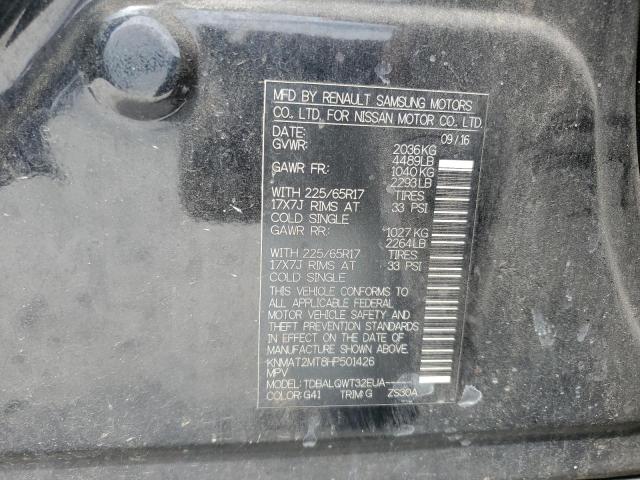 MFD BY RENAULT SAMSUNG MOTORS
CO., LTD, FOR NISSAN MOTOR CO., LTD
DATE: 09/16
GVWR: 2036KG
4489LB
GAWR FR: 1040KG
2293LB
WITH 225/65R17 TIRES
17X7J RIMS AT 33 PSI
COLD SINGLE
GAWR RR: 1027 KG
2264LB
WITH 225/65R17 TIRES
17X7J RIMS AT 33 PSI
COLD SINGLE
THIS VEHICLE CONFORMS TO
ALL APPLICABLE FEDERAL
MOTOR VEHICLE SAFETY AND
THEFT PREVENTION STANDARDS
IN EFFECT ON THE DATE OF
MANUFACTURE SHOWN ABOVE.
KNMAT2MT8HP501426
MPV
MODEL: TDBALQWT32EUA-----
COLOR: G41 TRIM: G ZS30A